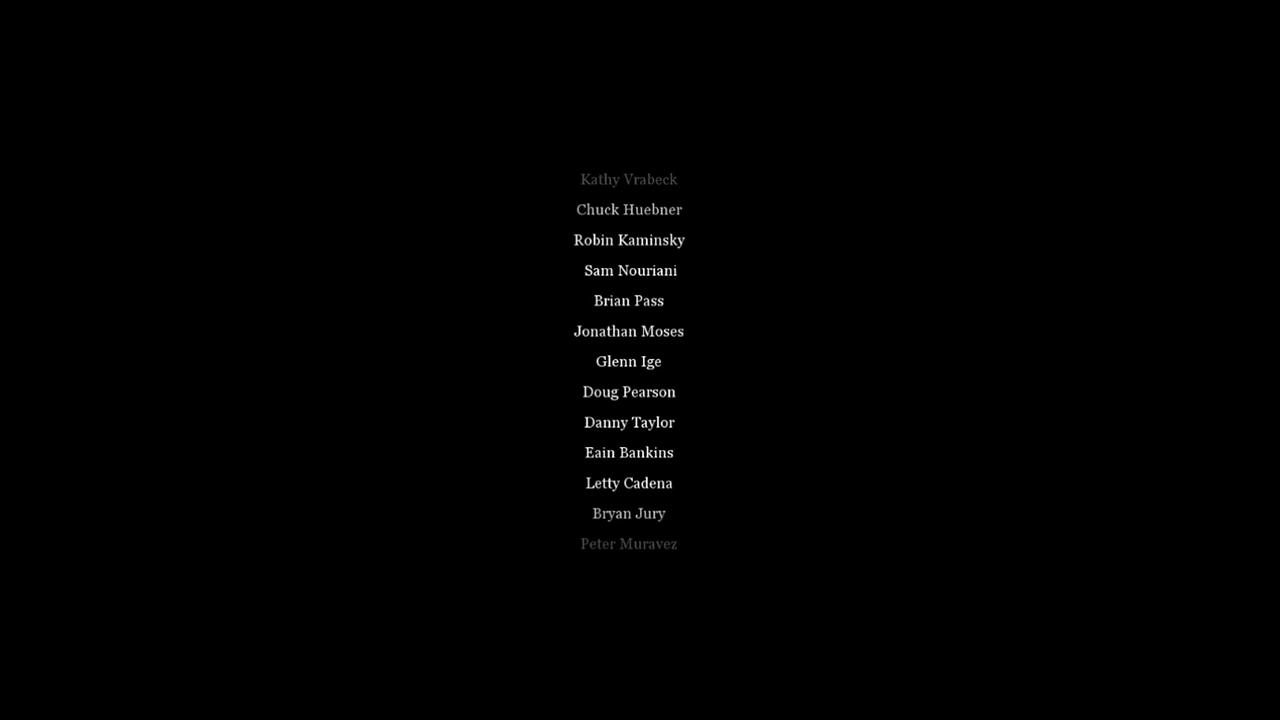 Kathy Vrabeck
Chuck Huebner
Robin Kaminsky
Sam Nouriani
Brian Pass
Jonathan Moses
Glenn Ige
Doug Pearson
Danny Taylor
Eain Bankins
Letty Cadena
Bryan Jury
Peter Muravez